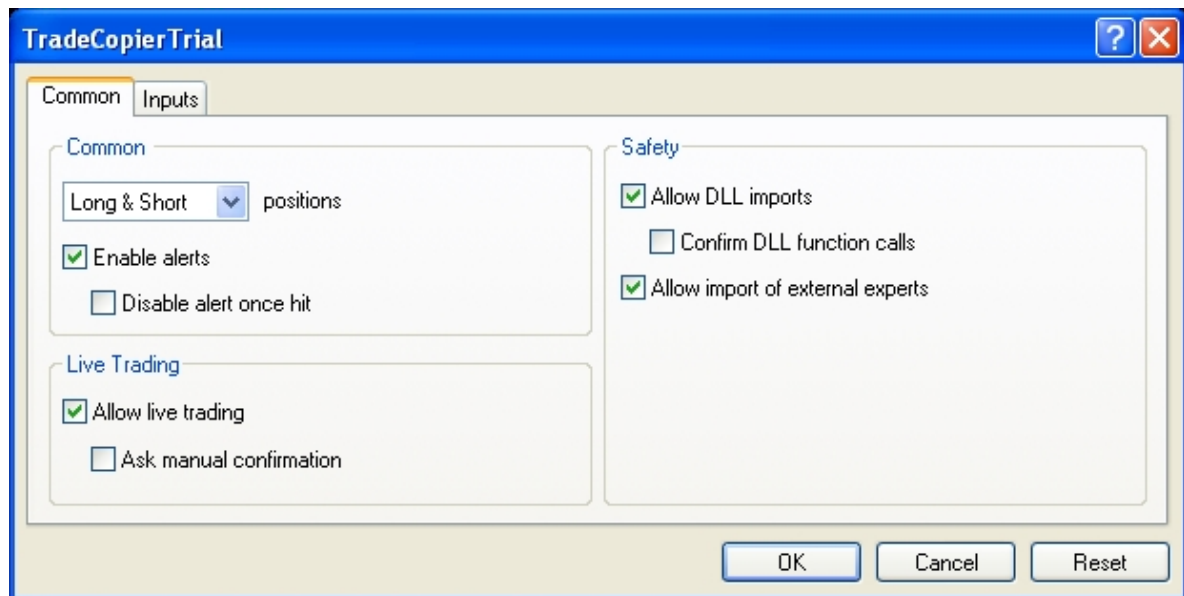 TradeCopierTrial
Common
Inputs
Common
Long & Short
positions
Enable alerts
Disable alert once hit
Live Trading
Allow live trading
Ask manual confirmation
Safety
Allow DLL imports
Confirm DLL function calls
Allow import of external experts
OK
Cancel
Reset